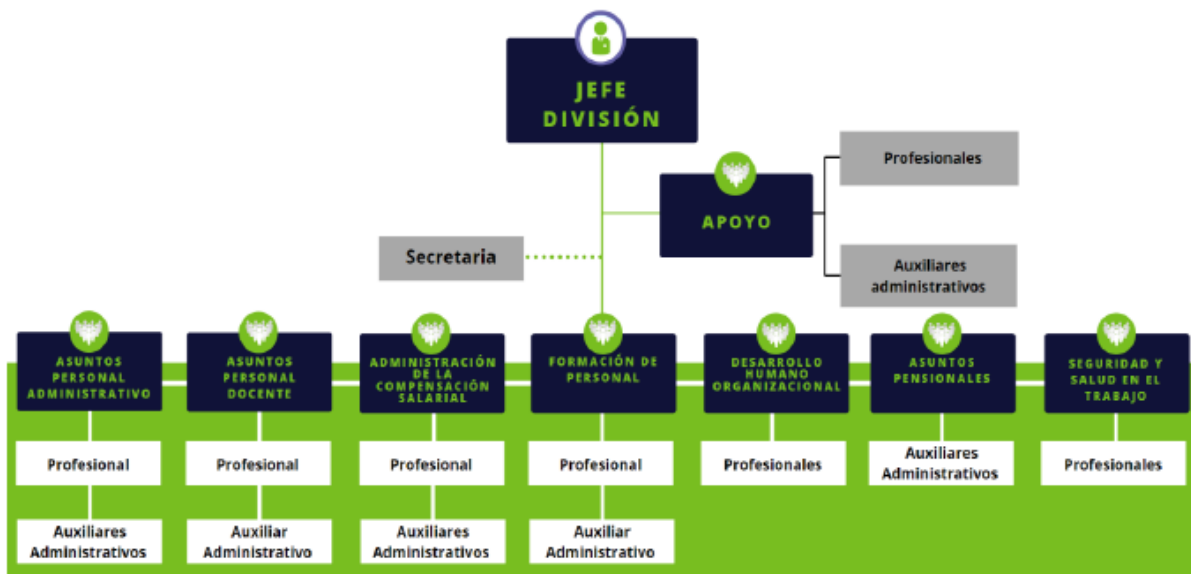 JEFE
DIVISIÓN
Profesionales
APOYO
Secretaria
Auxiliares
administrativos
ASUNTOS
PERSONAL
ADMINISTRATIVO
ASUNTOS
PERSONAL
DOCENTE
ADMINISTRACIÓN
DE LA
COMPENSACIÓN
SALARIAL
FORMACIÓN DE
PERSONAL
DESARROLLO
HUMANO
ORGANIZACIONAL
ASUNTOS
PENSIONALES
SEGURIDAD Y
SALUD EN EL
TRABAJO
Profesional
Profesional
Profesional
Profesional
Profesionales
Auxiliares
Administrativos
Profesionales
Auxiliares
Administrativos
Auxiliar
Administrativo
Auxiliares
Administrativos
Auxiliar
Administrativo